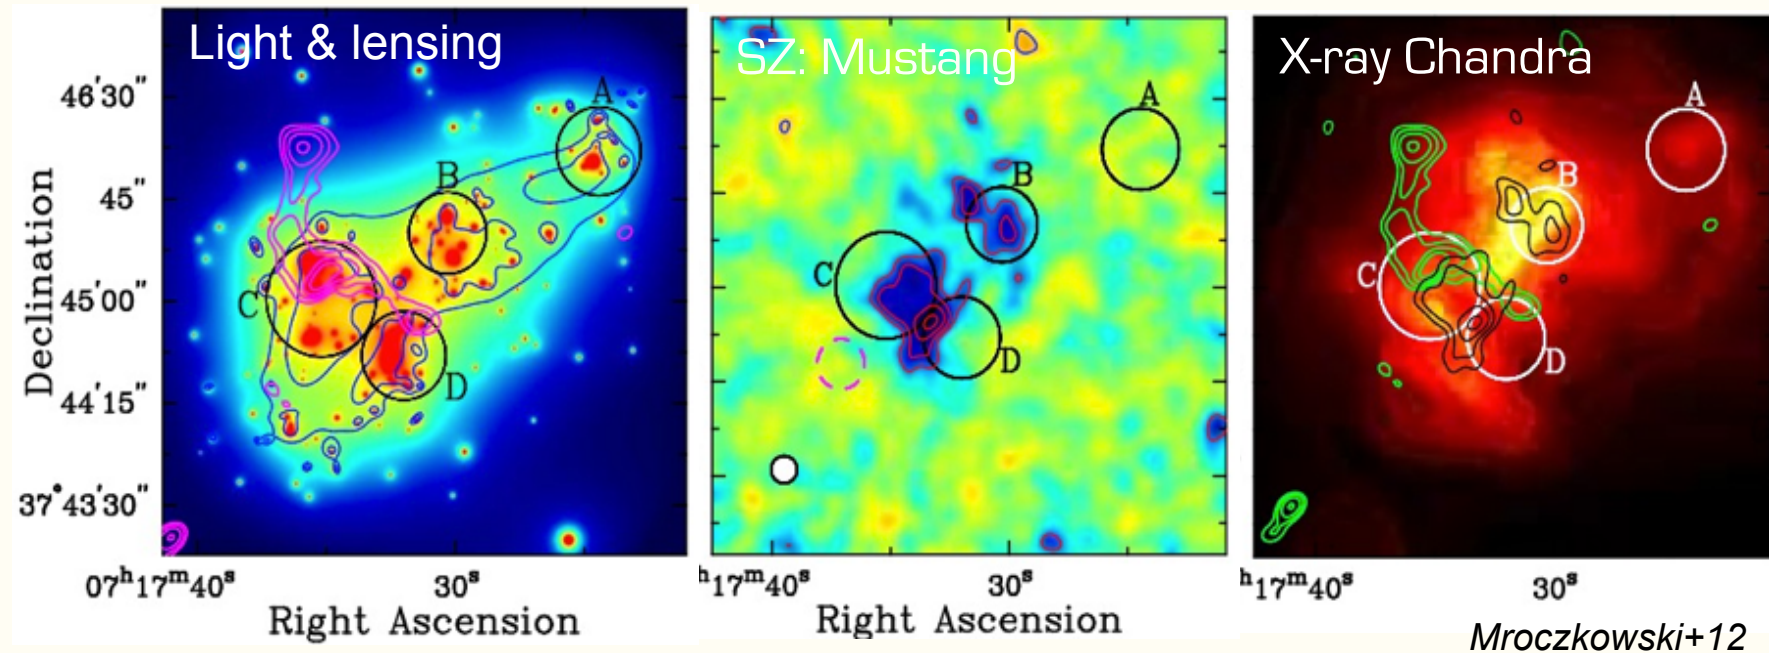 Light & lensing
SZ: Mustang
X-ray Chandra
A
B
C
D
A
B
C
D
A
B
C
D
Declination
46'30"
45"
45'00"
44'15"
37°43'30"
07ʰ17ᵐ40ˢ
30ˢ
ʰ17ᵐ40ˢ
30ˢ
ʰ17ᵐ40ˢ
30ˢ
Right Ascension
Right Ascension
Mroczkowski+12